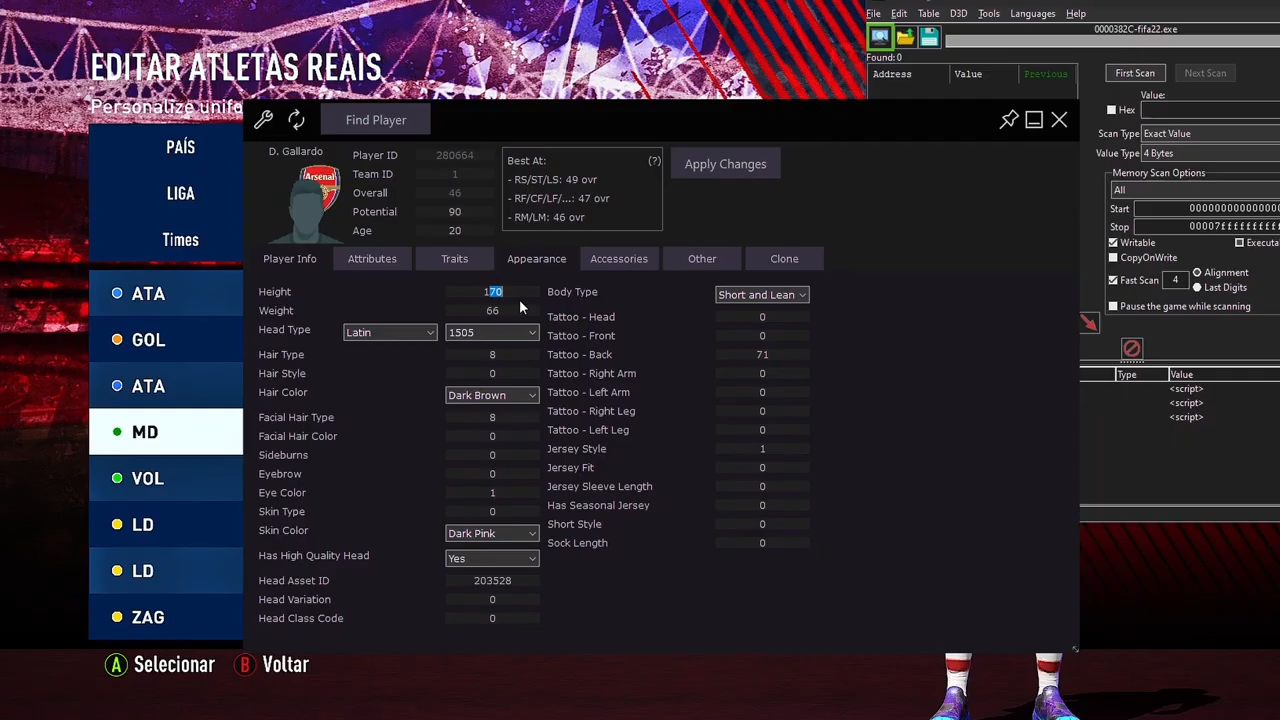 EDITAR ATLETAS REAIS
Personalize unifo
PAÍS
LIGA
Times
ATA
GOL
ATA
MD
VOL
LD
LD
ZAG
A Selecionar B Voltar
Find Player
D. Gallardo
Arsenal
Player ID 280664
Team ID 1
Overall 46
Potential 90
Age 20
Best At: (?)
- RS/ST/LS: 49 ovr
- RF/CF/LF/...: 47 ovr
- RM/LM: 46 ovr
Apply Changes
Player Info Attributes Traits Appearance Accessories Other Clone
Height 170
Weight 66
Head Type Latin 1505
Hair Type 8
Hair Style 0
Hair Color Dark Brown
Facial Hair Type 8
Facial Hair Color 0
Sideburns 0
Eyebrow 0
Eye Color 1
Skin Type 0
Skin Color Dark Pink
Has High Quality Head Yes
Head Asset ID 203528
Head Variation 0
Head Class Code 0
Body Type Short and Lean
Tattoo - Head 0
Tattoo - Front 0
Tattoo - Back 71
Tattoo - Right Arm 0
Tattoo - Left Arm 0
Tattoo - Right Leg 0
Tattoo - Left Leg 0
Jersey Style 1
Jersey Fit 0
Jersey Sleeve Length 0
Has Seasonal Jersey 0
Short Style 0
Sock Length 0
File Edit Table D3D Tools Languages Help
0000382C-fifa22.exe
Found: 0
Address Value Previous
First Scan Next Scan
Value:
Hex
Scan Type Exact Value
Value Type 4 Bytes
Memory Scan Options
All
Start 00000000000000
Stop 00007fffffffff
Writable Executa
CopyOnWrite
Fast Scan 4 Alignment
Last Digits
Pause the game while scanning
Type Value
<script>
<script>
<script>